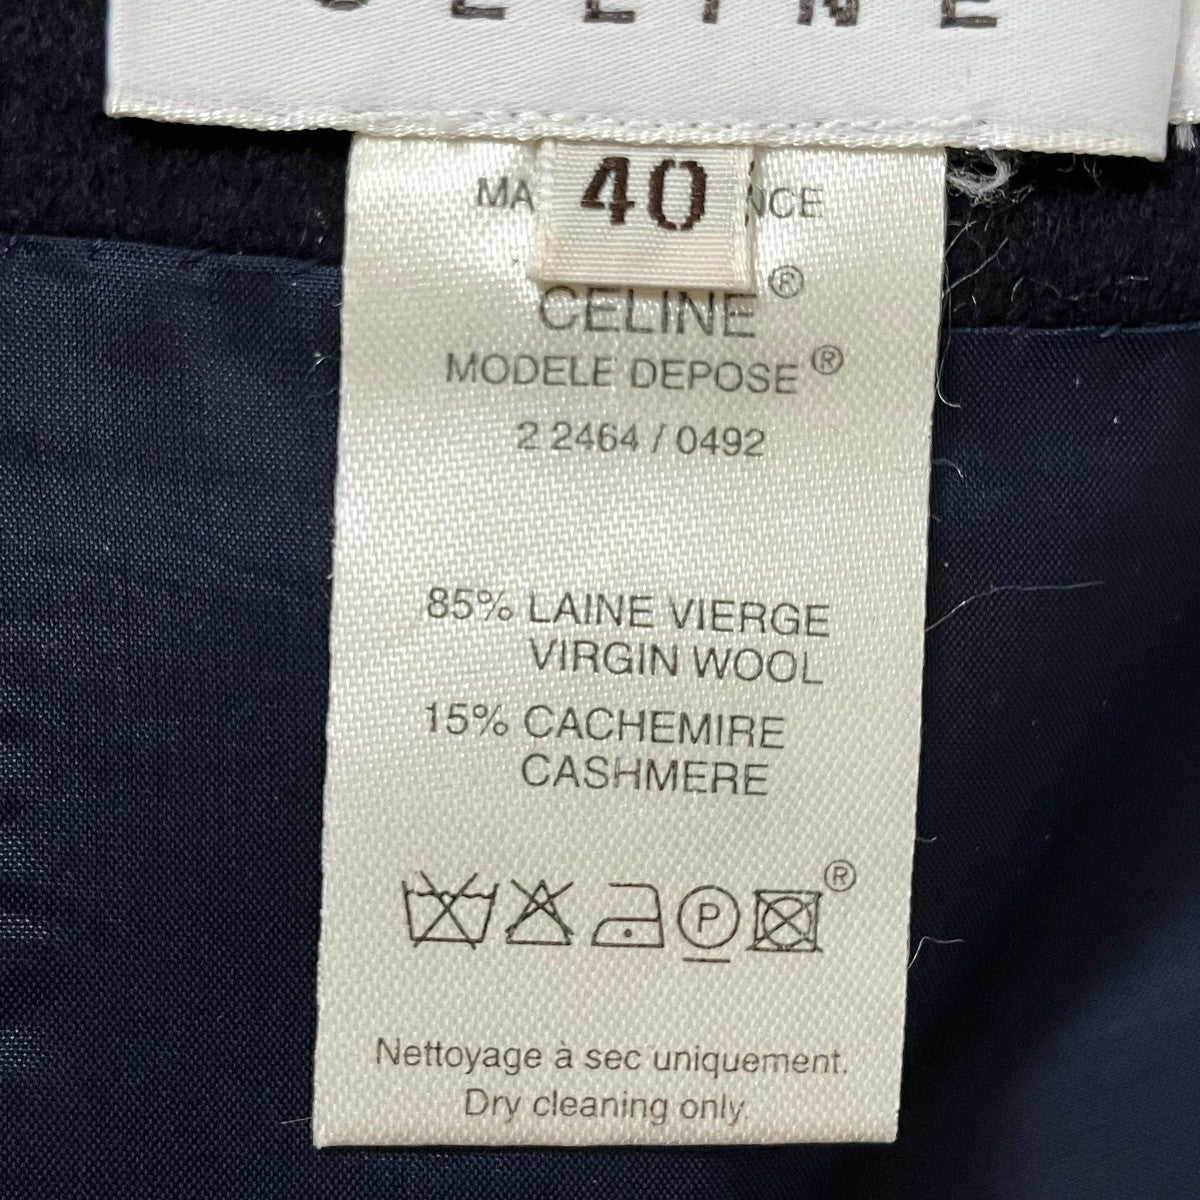 CELINE
40
CELINE®
MODELE DEPOSE®
2 2464 / 0492
85% LAINE VIERGE
VIRGIN WOOL
15% CACHEMIRE
CASHMERE
P
®
Nettoyage à sec uniquement.
Dry cleaning only.